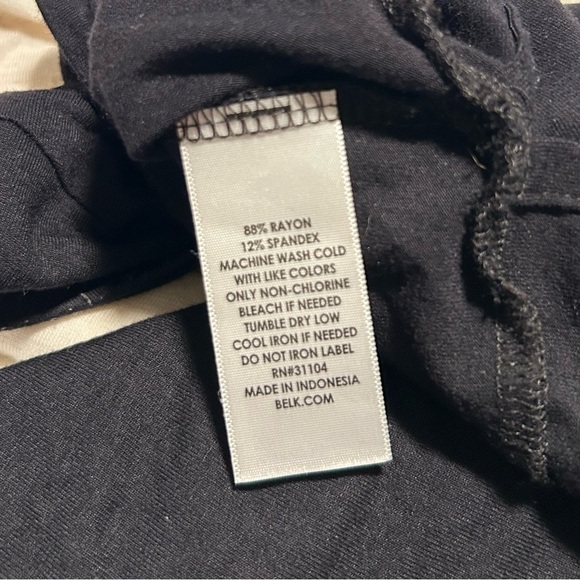 88% RAYON
12% SPANDEX
MACHINE WASH COLD
WITH LIKE COLORS
ONLY NON-CHLORINE
BLEACH IF NEEDED
TUMBLE DRY LOW
COOL IRON IF NEEDED
DO NOT IRON LABEL
RN#31104
MADE IN INDONESIA
BELK.COM